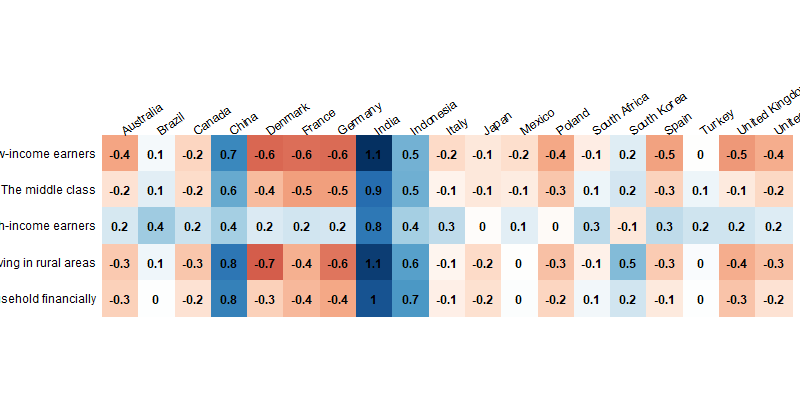 Australia Brazil Canada China Denmark France Germany India Indonesia Italy Japan Mexico Poland South Africa South Korea Spain Turkey United Kingdo United
w-income earners -0.4 0.1 -0.2 0.7 -0.6 -0.6 -0.6 1.1 0.5 -0.2 -0.1 -0.2 -0.4 -0.1 0.2 -0.5 0 -0.5 -0.4
The middle class -0.2 0.1 -0.2 0.6 -0.4 -0.5 -0.5 0.9 0.5 -0.1 -0.1 -0.1 -0.3 0.1 0.2 -0.3 0.1 -0.1 -0.2
h-income earners 0.2 0.4 0.2 0.4 0.2 0.2 0.2 0.8 0.4 0.3 0 0.1 0 0.3 -0.1 0.3 0.2 0.2 0.2
ving in rural areas -0.3 0.1 -0.3 0.8 -0.7 -0.4 -0.6 1.1 0.6 -0.1 -0.2 0 -0.3 -0.1 0.5 -0.3 0 -0.4 -0.3
sehold financially -0.3 0 -0.2 0.8 -0.3 -0.4 -0.4 1 0.7 -0.1 -0.2 0 -0.2 0.1 0.2 -0.1 0 -0.3 -0.2